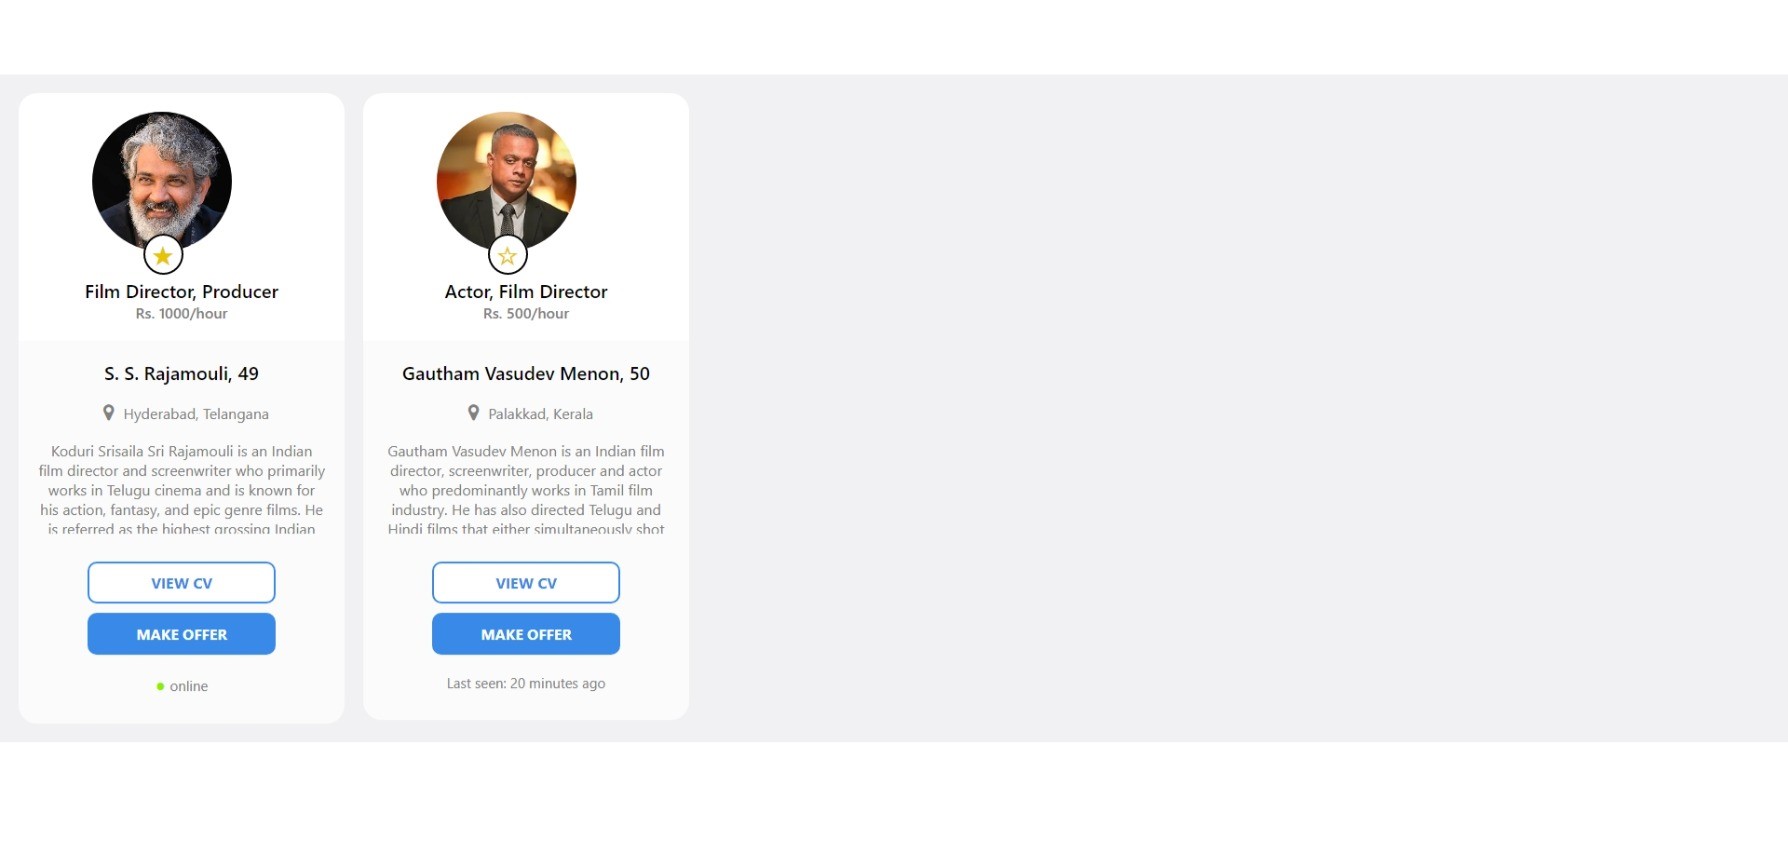 Film Director, Producer
Rs. 1000/hour
S. S. Rajamouli, 49
Hyderabad, Telangana
Koduri Srisaila Sri Rajamouli is an Indian
film director and screenwriter who primarily
works in Telugu cinema and is known for
his action, fantasy, and epic genre films. He
is referred as the highest grossing Indian
VIEW CV
MAKE OFFER
online
Actor, Film Director
Rs. 500/hour
Gautham Vasudev Menon, 50
Palakkad, Kerala
Gautham Vasudev Menon is an Indian film
director, screenwriter, producer and actor
who predominantly works in Tamil film
industry. He has also directed Telugu and
Hindi films that either simultaneously shot
VIEW CV
MAKE OFFER
Last seen: 20 minutes ago